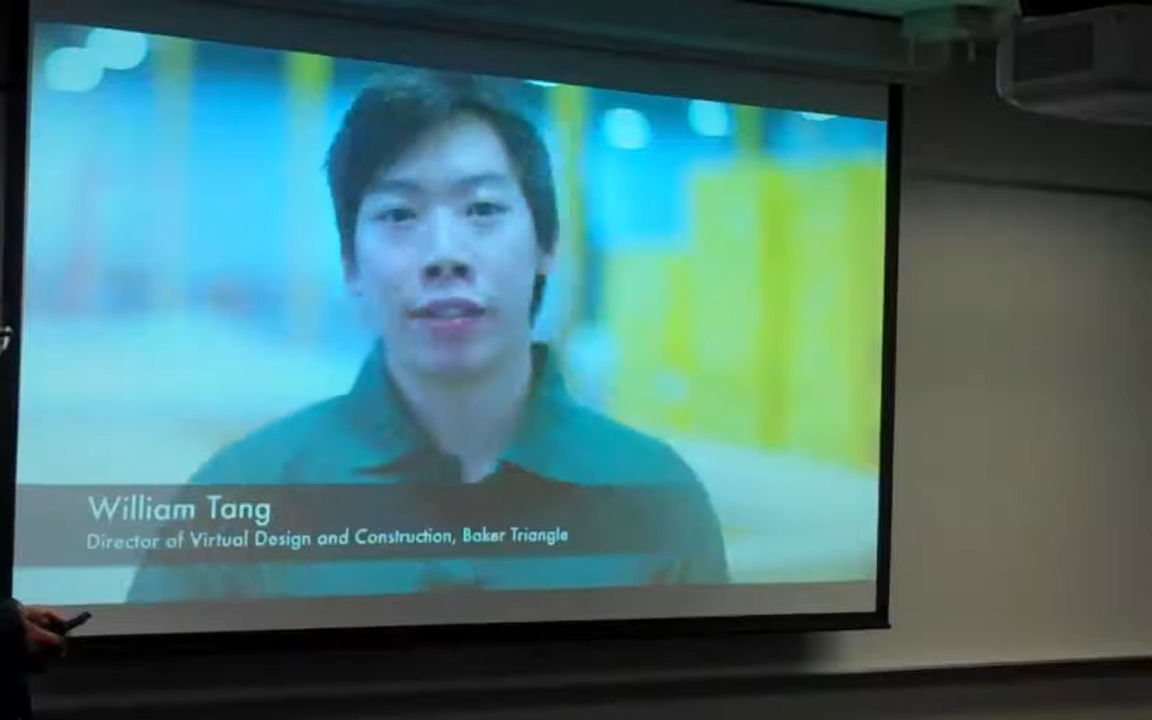 William Tang
Director of Virtual Design and Construction, Baker Triangle